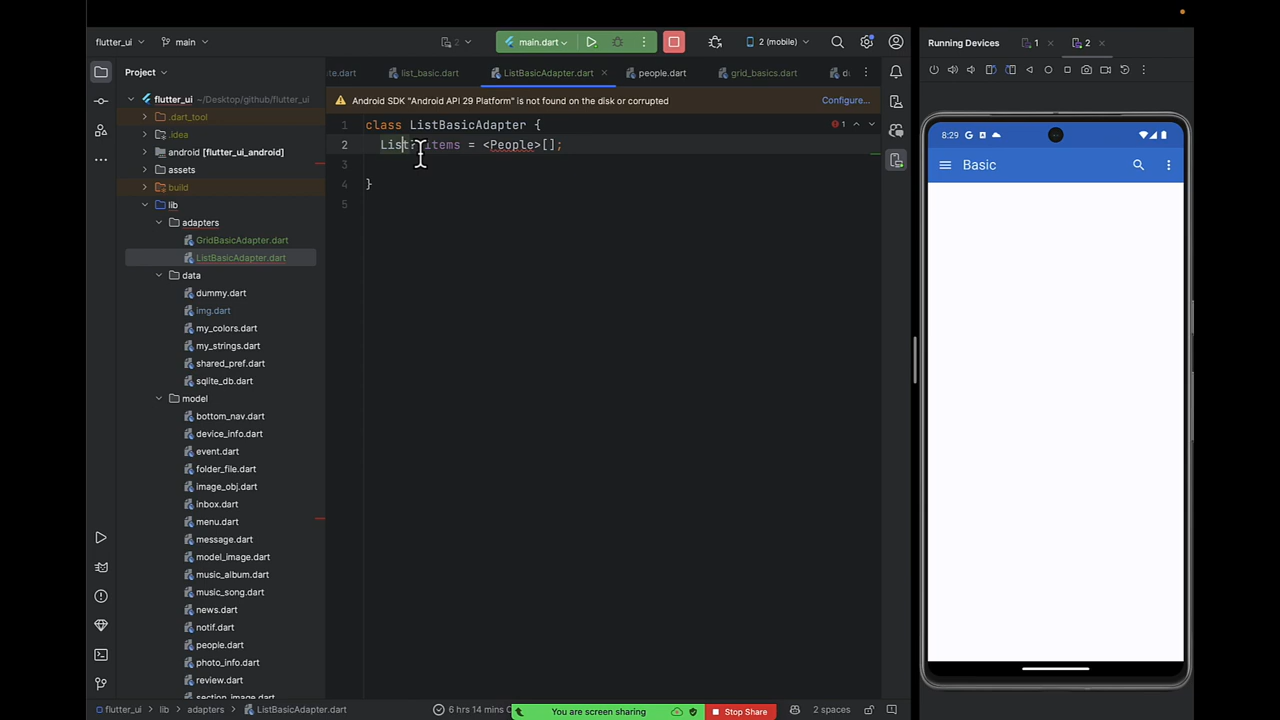 flutter_ui
main
2
main.dart
2 (mobile)
Running Devices
1
2
Project
te.dart
list_basic.dart
ListBasicAdapter.dart
people.dart
grid_basics.dart
Android SDK "Android API 29 Platform" is not found on the disk or corrupted
Configure...
flutter_ui ~/Desktop/github/flutter_ui
.dart_tool
.idea
android [flutter_ui_android]
assets
build
lib
adapters
GridBasicAdapter.dart
ListBasicAdapter.dart
data
dummy.dart
img.dart
my_colors.dart
my_strings.dart
shared_pref.dart
sqlite_db.dart
model
bottom_nav.dart
device_info.dart
event.dart
folder_file.dart
image_obj.dart
inbox.dart
menu.dart
message.dart
model_image.dart
music_album.dart
music_song.dart
news.dart
notif.dart
people.dart
photo_info.dart
review.dart
section_image.dart
1 class ListBasicAdapter {
1
2 List? items = <People>[];
3
4 }
5
8:29
Basic
flutter_ui > lib > adapters > ListBasicAdapter.dart
6 hrs 14 mins
You are screen sharing
Stop Share
2 spaces